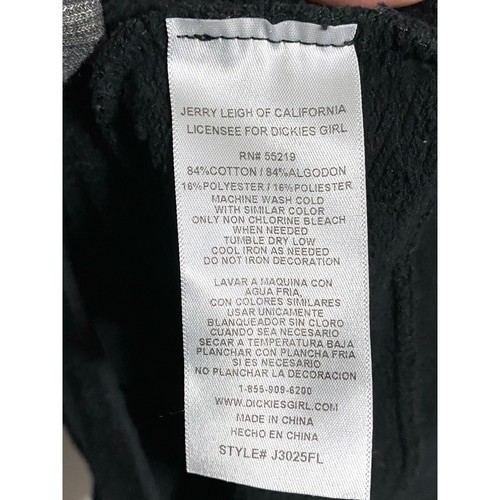 JERRY LEIGH OF CALIFORNIA
LICENSEE FOR DICKIES GIRL
RN# 55219
84%COTTON / 84%ALGODON
16%POLYESTER / 16%POLIESTER
MACHINE WASH COLD
WITH SIMILAR COLOR
ONLY NON CHLORINE BLEACH
WHEN NEEDED
TUMBLE DRY LOW
COOL IRON AS NEEDED
DO NOT IRON DECORATION
LAVAR A MAQUINA CON
AGUA FRIA,
CON COLORES SIMILARES
USAR UNICAMENTE
BLANQUEADOR SIN CLORO
CUANDO SEA NECESARIO
SECAR A TEMPERATURA BAJA
PLANCHAR CON PLANCHA FRIA
SI ES NECESARIO
NO PLANCHAR LA DECORACION
1-855-909-6200
WWW.DICKIESGIRL.COM
MADE IN CHINA
HECHO EN CHINA
STYLE# J3025FL